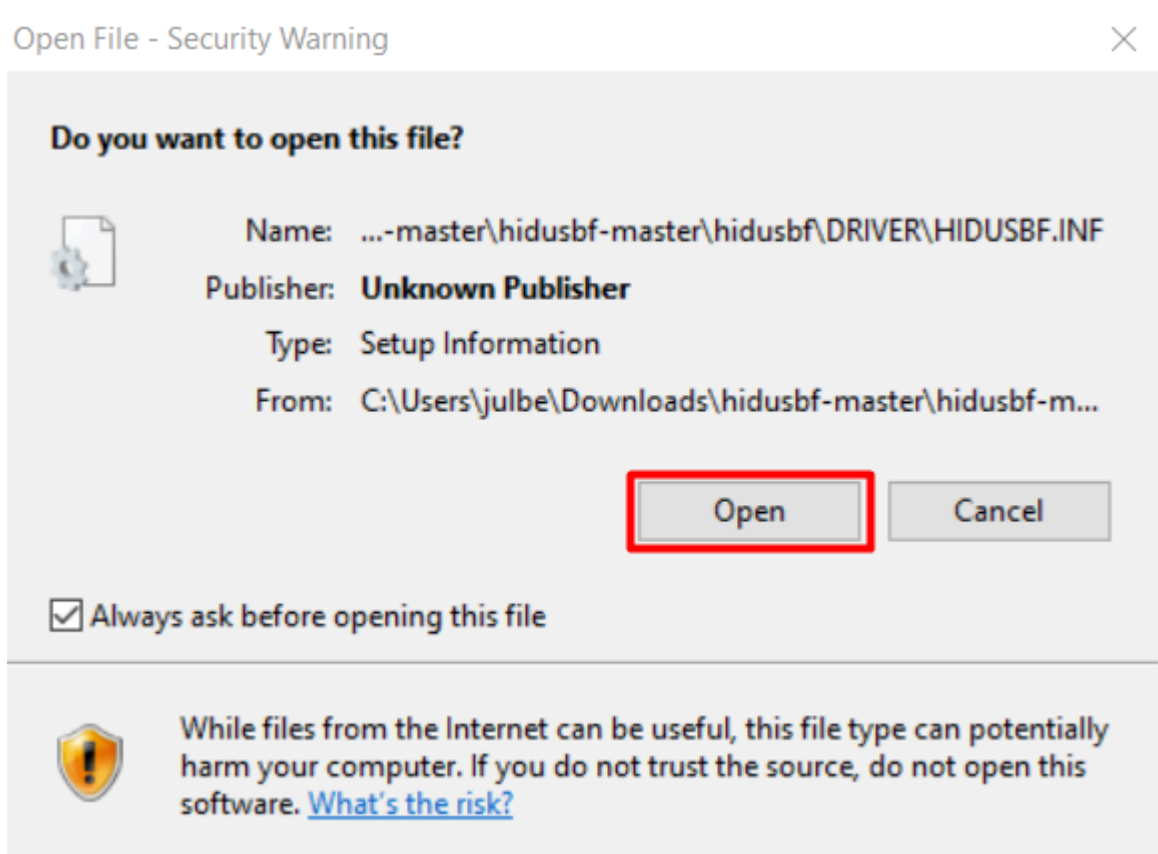 Open File - Security Warning
Do you want to open this file?
Name: ...-master\hidusbf-master\hidusbf\DRIVER\HIDUSBF.INF
Publisher: Unknown Publisher
Type: Setup Information
From: C:\Users\julbe\Downloads\hidusbf-master\hidusbf-m...
Open Cancel
Always ask before opening this file
While files from the Internet can be useful, this file type can potentially
harm your computer. If you do not trust the source, do not open this
software. What's the risk?